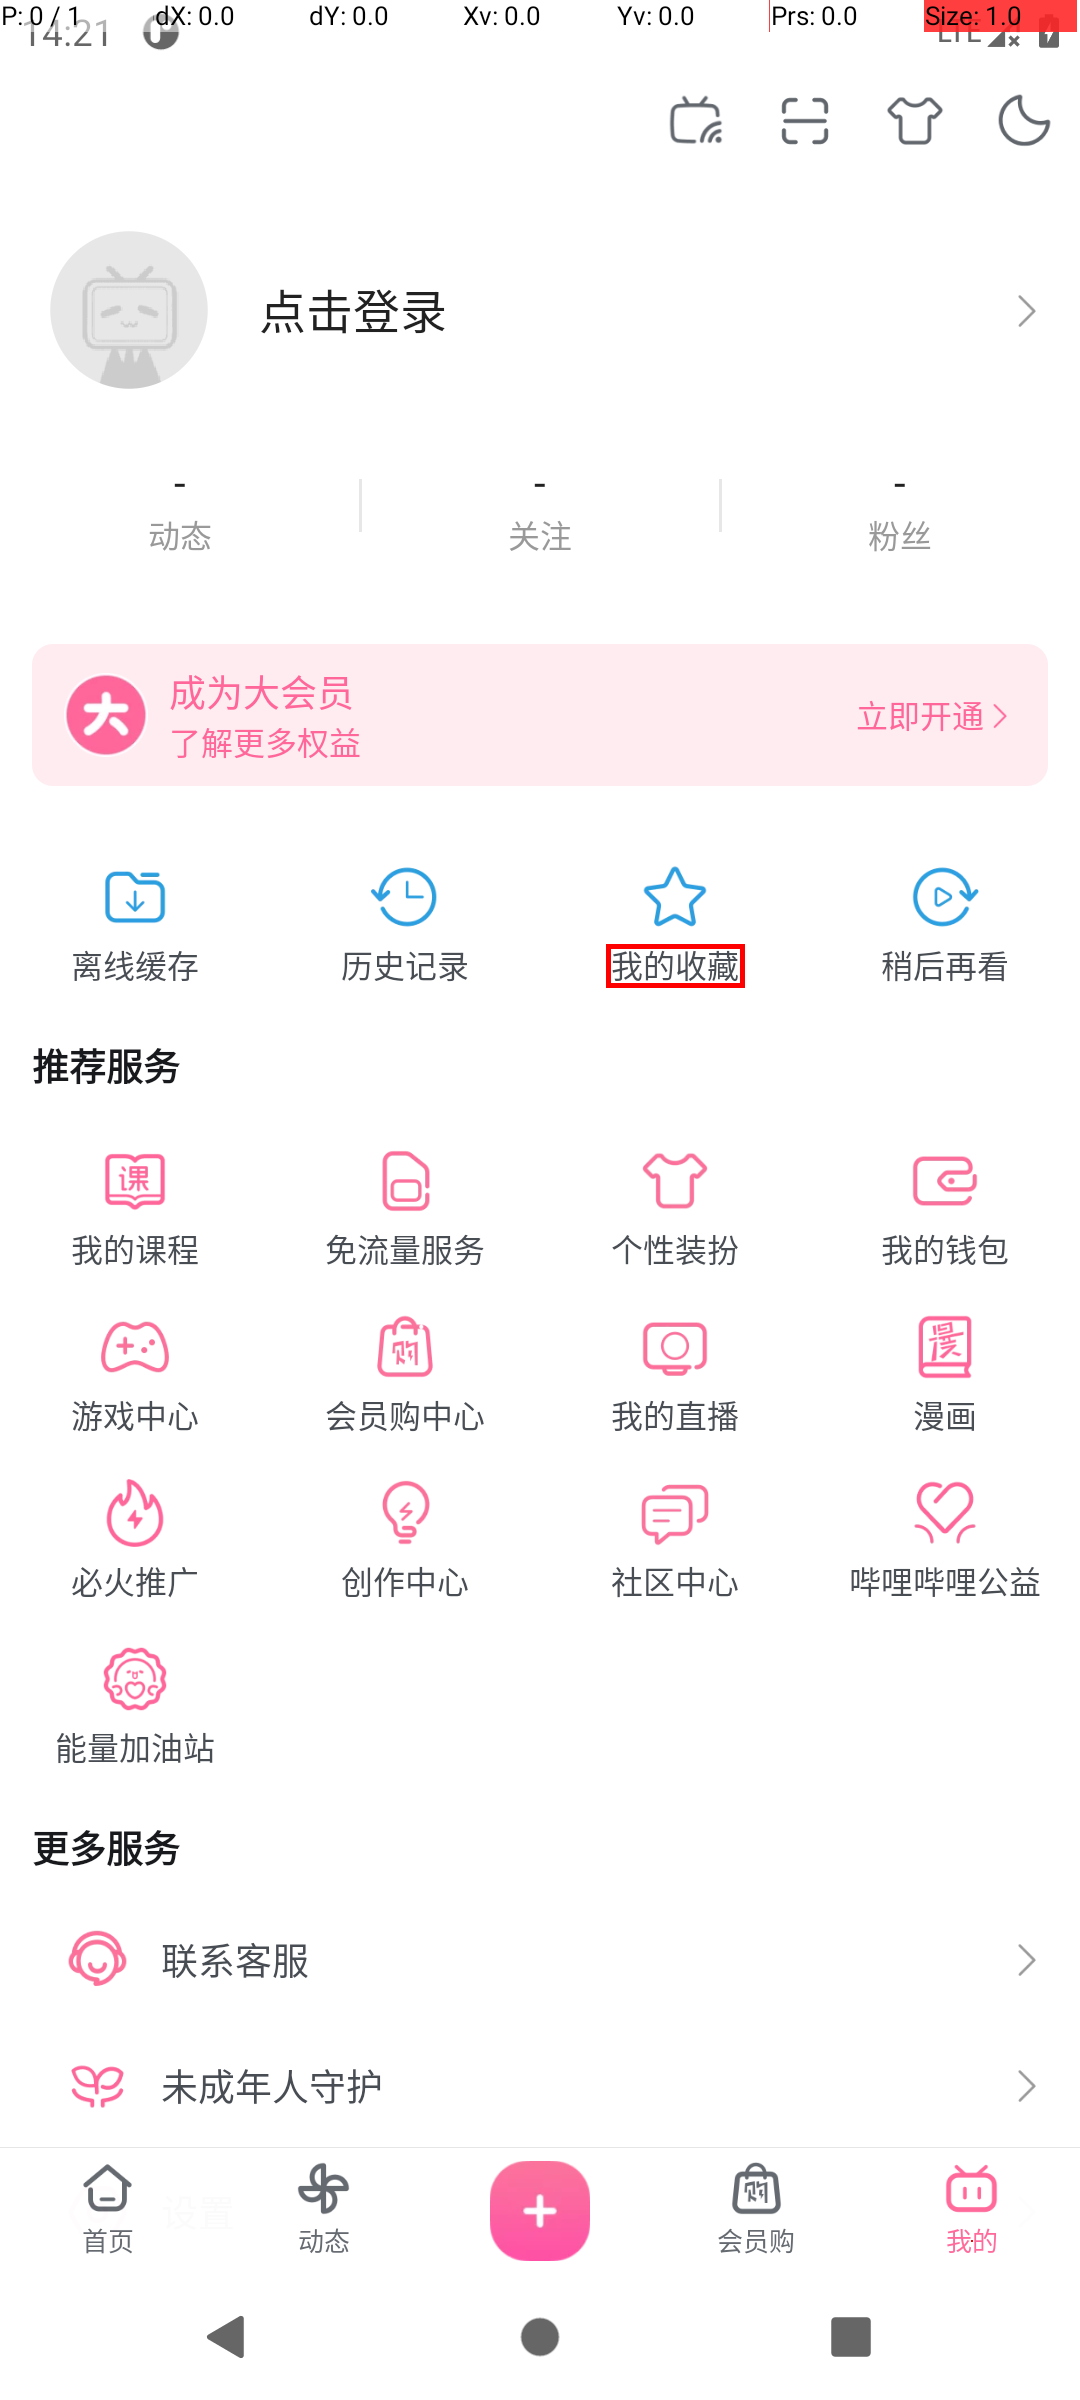 P: 0 / 1 dX: 0.0 dY: 0.0 Xv: 0.0 Yv: 0.0 Prs: 0.0 Size: 1.0
14:21 LTE
点击登录
- - -
动态 关注 粉丝
大 成为大会员
了解更多权益
立即开通
离线缓存 历史记录 我的收藏 稍后再看
推荐服务
课 我的课程 免流量服务 个性装扮 我的钱包
游戏中心 购 会员购中心 我的直播 漫 漫画
必火推广 创作中心 社区中心 哔哩哔哩公益
能量加油站
更多服务
联系客服
未成年人守护
设置
首页 动态 购 会员购 我的